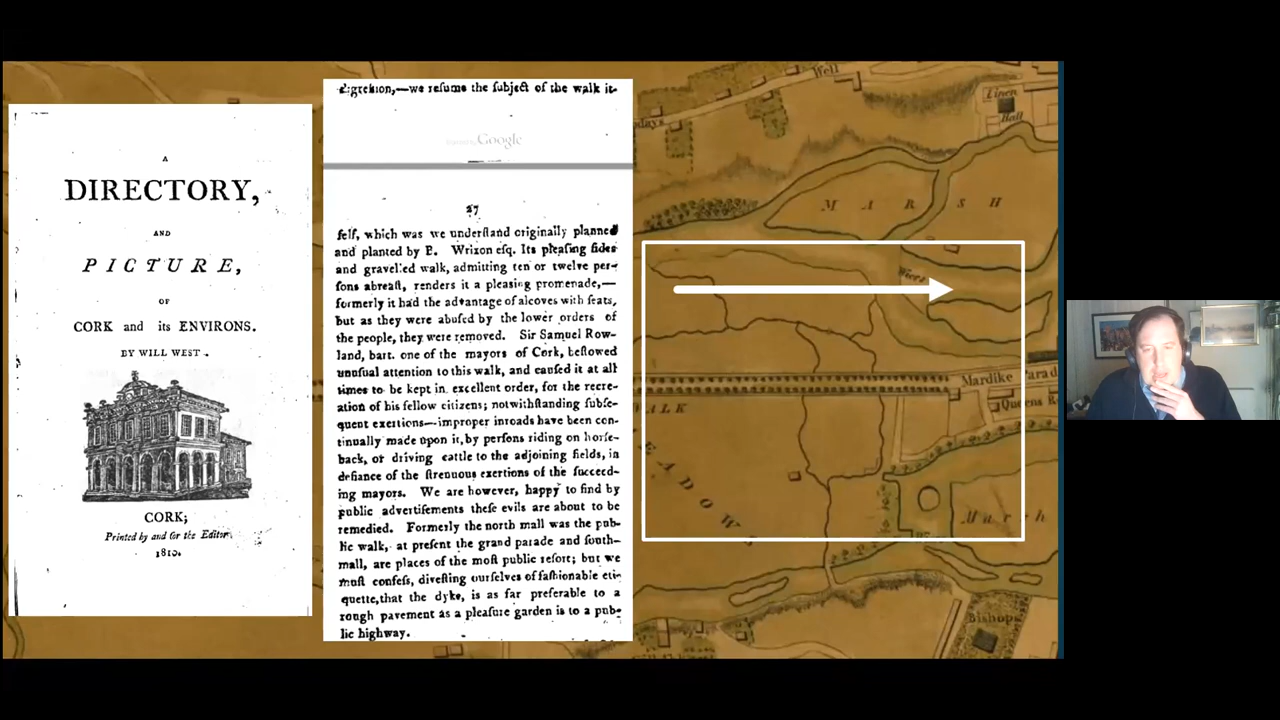 A
DIRECTORY,
AND
PICTURE,
OF
CORK and its ENVIRONS.
BY WILL WEST.
CORK;
Printed by and for the Editor.
1810.
we reſume the ſubject of the walk it-
Google
27
ſelf, which was we underſtand originally planned
and planted by E. Wrixon eſq. Its pleaſing ſides
and gravelled walk, admitting ten or twelve per-
ſons abreaſt, renders it a pleaſing promenade,—
formerly it had the advantage of alcoves with ſeats,
but as they were abuſed by the lower orders of
the people, they were removed. Sir Samuel Row-
land, bart. one of the mayors of Cork, beſtowed
unuſual attention to this walk, and cauſed it at all
times to be kept in excellent order, for the recre-
ation of his fellow citizens; notwithſtanding ſubſe-
quent exertions—improper inroads have been con-
tinually made upon it, by perſons riding on horſe-
back, or driving cattle to the adjoining fields, in
defiance of the ſtrenuous exertions of the ſucceed-
ing mayors. We are however, happy to find by
public advertiſements theſe evils are about to be
remedied. Formerly the north mall was the pub-
lic walk, at preſent the grand parade and ſouth-
mall, are places of the moſt public reſort; but we
muſt confeſs, diveſting ourſelves of faſhionable eti-
quette, that the dyke, is as far preferable to a
rough pavement as a pleaſure garden is to a pub-
lic highway.
Well
Linen
Hall
MARSH
Mardike Parad
Queens R
WALK
EADOW
Marsh
Bishops